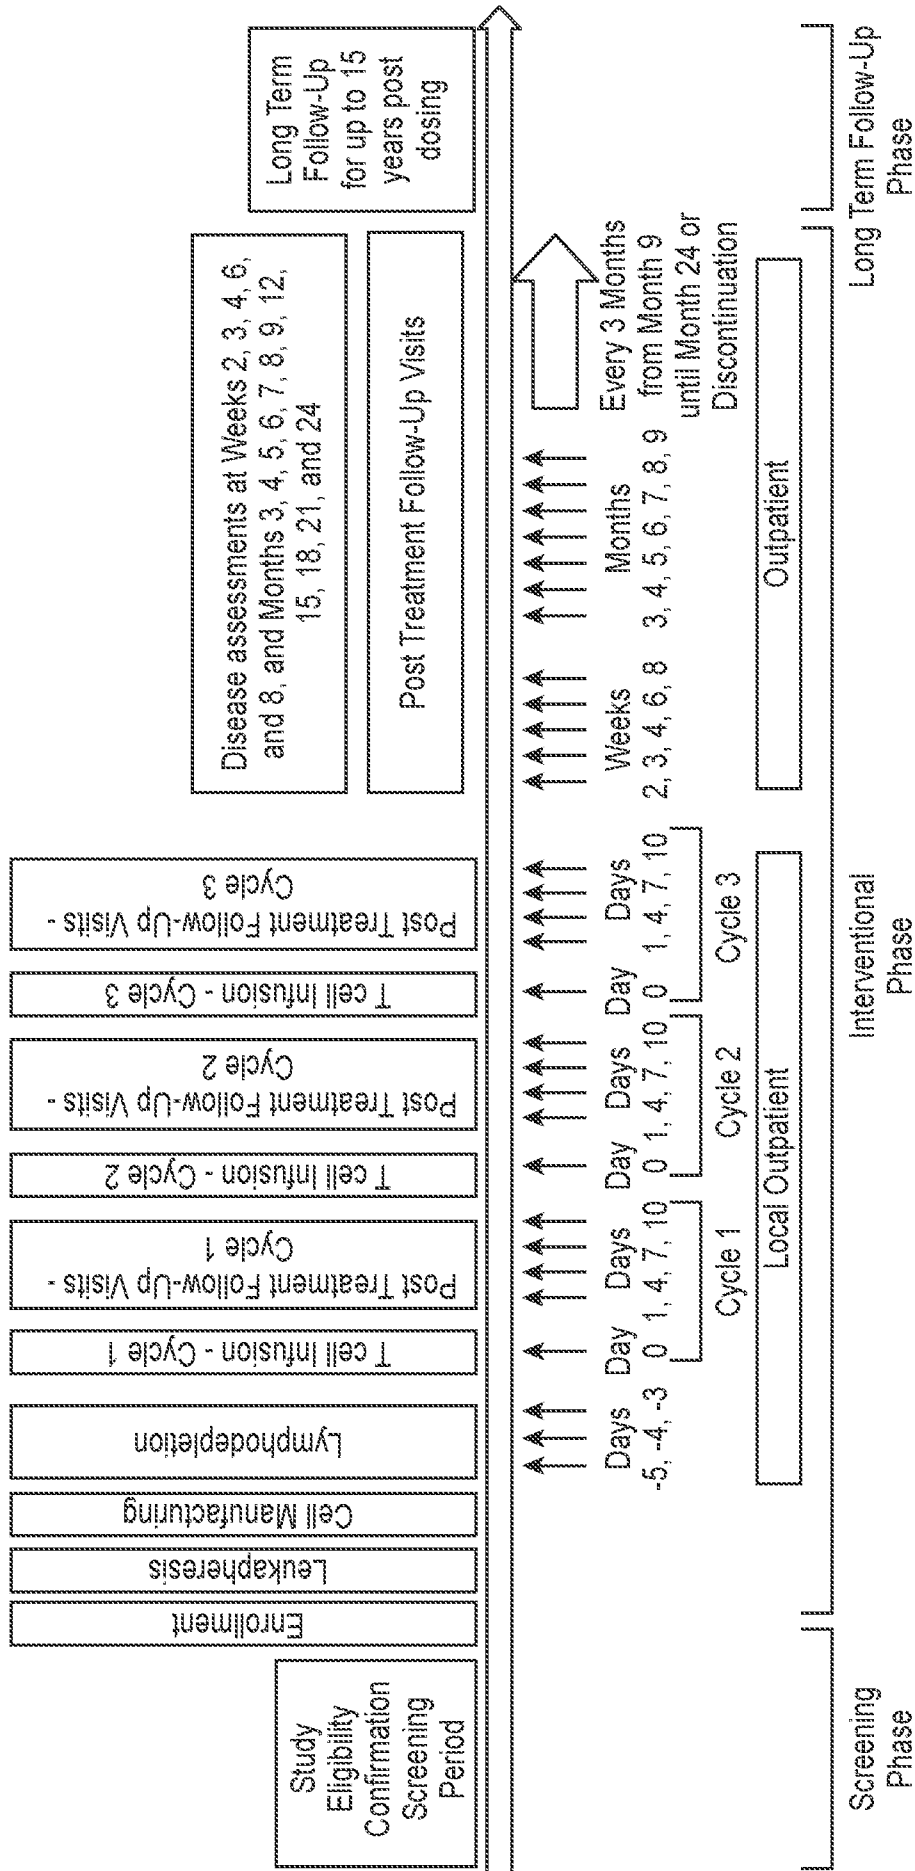 Study
Eligibility
Confirmation
Screening
Period
Enrollment
Leukapheresis
Cell Manufacturing
Lymphodepletion
T cell Infusion - Cycle 1
Post Treatment Follow-Up Visits -
Cycle 1
T cell Infusion - Cycle 2
Post Treatment Follow-Up Visits -
Cycle 2
T cell Infusion - Cycle 3
Post Treatment Follow-Up Visits -
Cycle 3
Disease assessments at Weeks 2, 3, 4, 6,
and 8, and Months 3, 4, 5, 6, 7, 8, 9, 12,
15, 18, 21, and 24
Post Treatment Follow-Up Visits
Long Term
Follow-Up
for up to 15
years post
dosing
Days
-5, -4, -3
Day
0
Days
1, 4, 7, 10
Cycle 1
Day
0
Days
1, 4, 7, 10
Cycle 2
Day
0
Days
1, 4, 7, 10
Cycle 3
Weeks
2, 3, 4, 6, 8
Months
3, 4, 5, 6, 7, 8, 9
Every 3 Months
from Month 9
until Month 24 or
Discontinuation
Local Outpatient
Outpatient
Screening
Phase
Interventional
Phase
Long Term Follow-Up
Phase